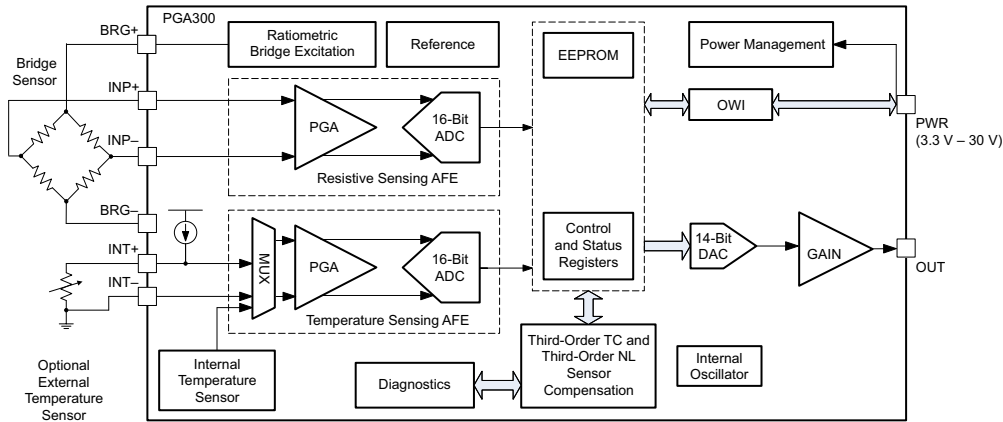 PGA300
BRG+
Bridge
Sensor
INP+
INP–
BRG–
INT+
INT–
Optional
External
Temperature
Sensor
Ratiometric
Bridge Excitation
Reference
PGA
16-Bit
ADC
Resistive Sensing AFE
MUX
PGA
16-Bit
ADC
Temperature Sensing AFE
Internal
Temperature
Sensor
Diagnostics
EEPROM
Control
and Status
Registers
Third-Order TC and
Third-Order NL
Sensor
Compensation
Power Management
OWI
PWR
(3.3 V – 30 V)
14-Bit
DAC
GAIN
OUT
Internal
Oscillator